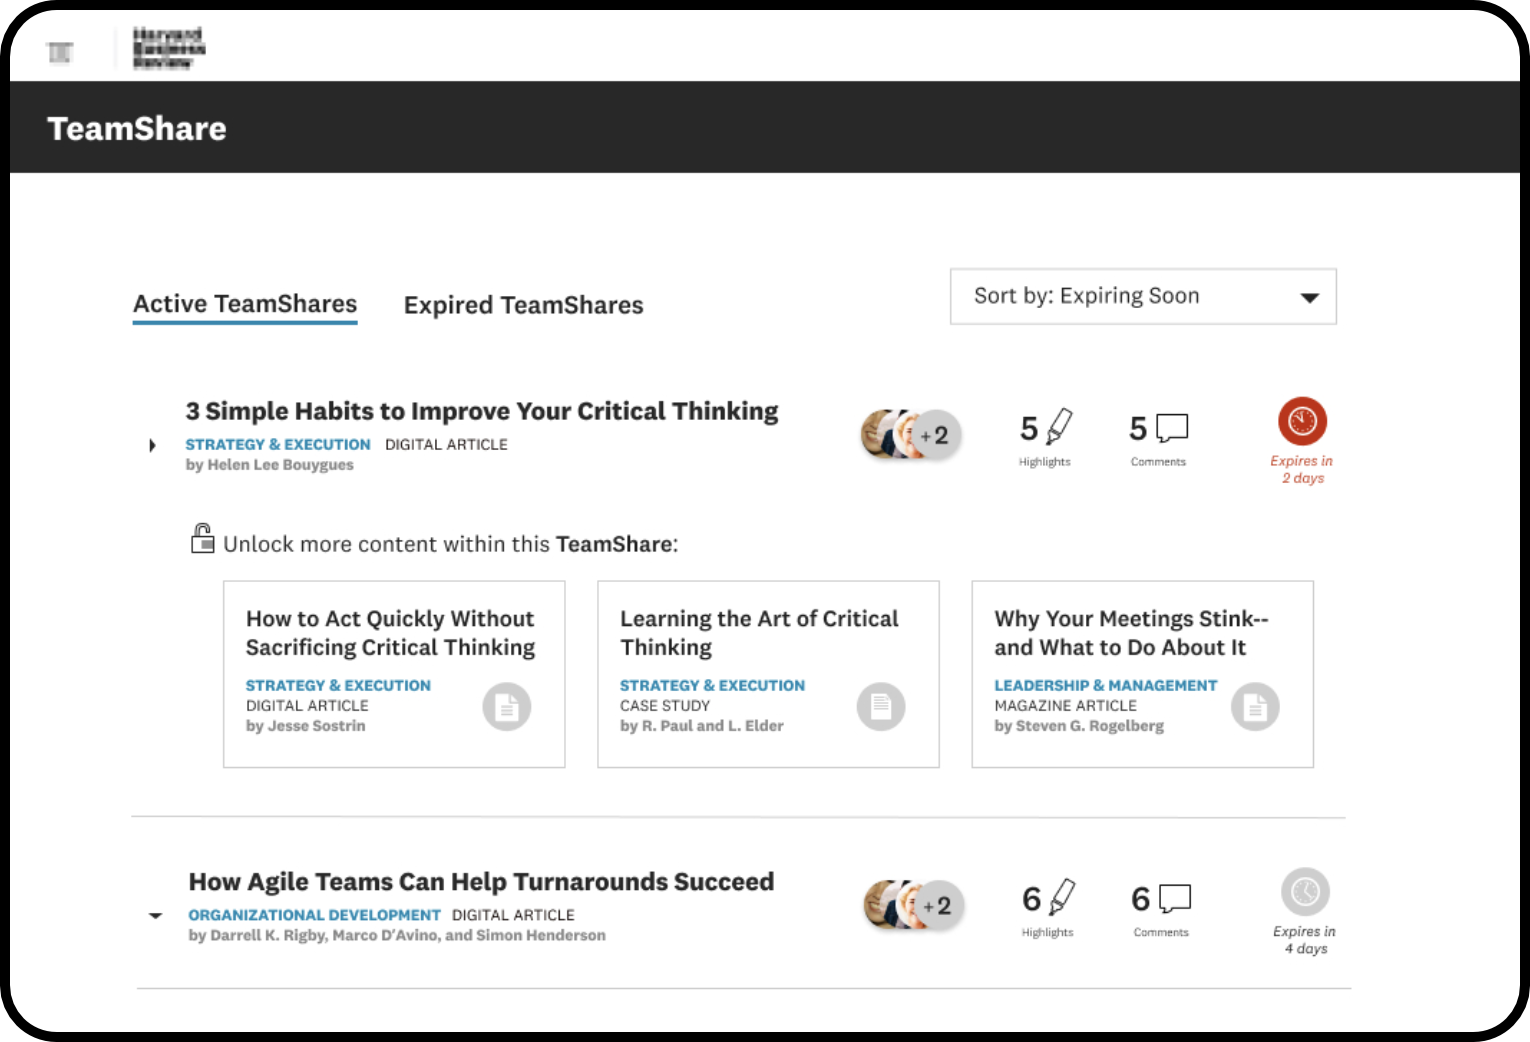 Harvard
Business
Review
TeamShare
Active TeamShares
Expired TeamShares
Sort by: Expiring Soon
3 Simple Habits to Improve Your Critical Thinking
STRATEGY & EXECUTION DIGITAL ARTICLE
by Helen Lee Bouygues
+2
5
Highlights
5
Comments
Expires in
2 days
Unlock more content within this TeamShare:
How to Act Quickly Without
Sacrificing Critical Thinking
STRATEGY & EXECUTION
DIGITAL ARTICLE
by Jesse Sostrin
Learning the Art of Critical
Thinking
STRATEGY & EXECUTION
CASE STUDY
by R. Paul and L. Elder
Why Your Meetings Stink--
and What to Do About It
LEADERSHIP & MANAGEMENT
MAGAZINE ARTICLE
by Steven G. Rogelberg
How Agile Teams Can Help Turnarounds Succeed
ORGANIZATIONAL DEVELOPMENT DIGITAL ARTICLE
by Darrell K. Rigby, Marco D'Avino, and Simon Henderson
+2
6
Highlights
6
Comments
Expires in
4 days